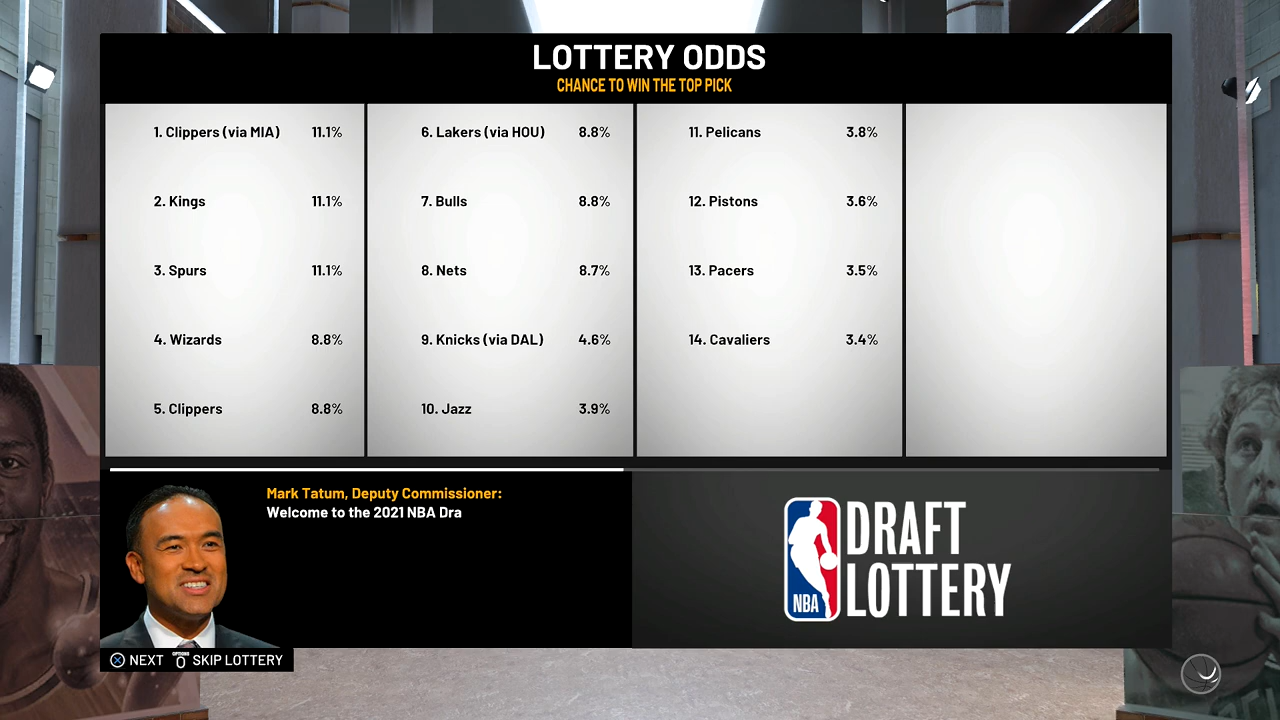 LOTTERY ODDS
CHANCE TO WIN THE TOP PICK
1. Clippers (via MIA) 11.1%
2. Kings 11.1%
3. Spurs 11.1%
4. Wizards 8.8%
5. Clippers 8.8%
6. Lakers (via HOU) 8.8%
7. Bulls 8.8%
8. Nets 8.7%
9. Knicks (via DAL) 4.6%
10. Jazz 3.9%
11. Pelicans 3.8%
12. Pistons 3.6%
13. Pacers 3.5%
14. Cavaliers 3.4%
Mark Tatum, Deputy Commissioner:
Welcome to the 2021 NBA Dra
NBA
DRAFT
LOTTERY
NEXT OPTIONS SKIP LOTTERY